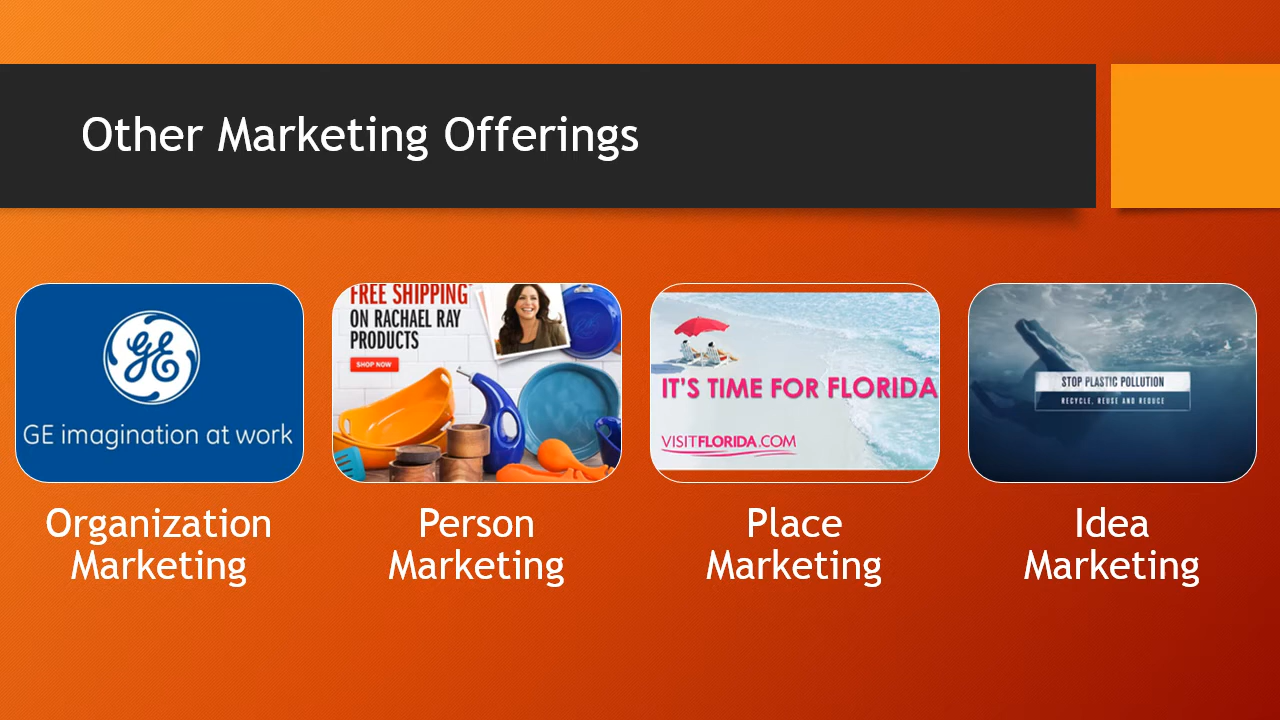 Other Marketing Offerings
GE
GE imagination at work
FREE SHIPPING
ON RACHAEL RAY
PRODUCTS
SHOP NOW
IT'S TIME FOR FLORIDA
VISITFLORIDA.COM
STOP PLASTIC POLLUTION
RECYCLE, REUSE AND REDUCE
Organization
Marketing
Person
Marketing
Place
Marketing
Idea
Marketing